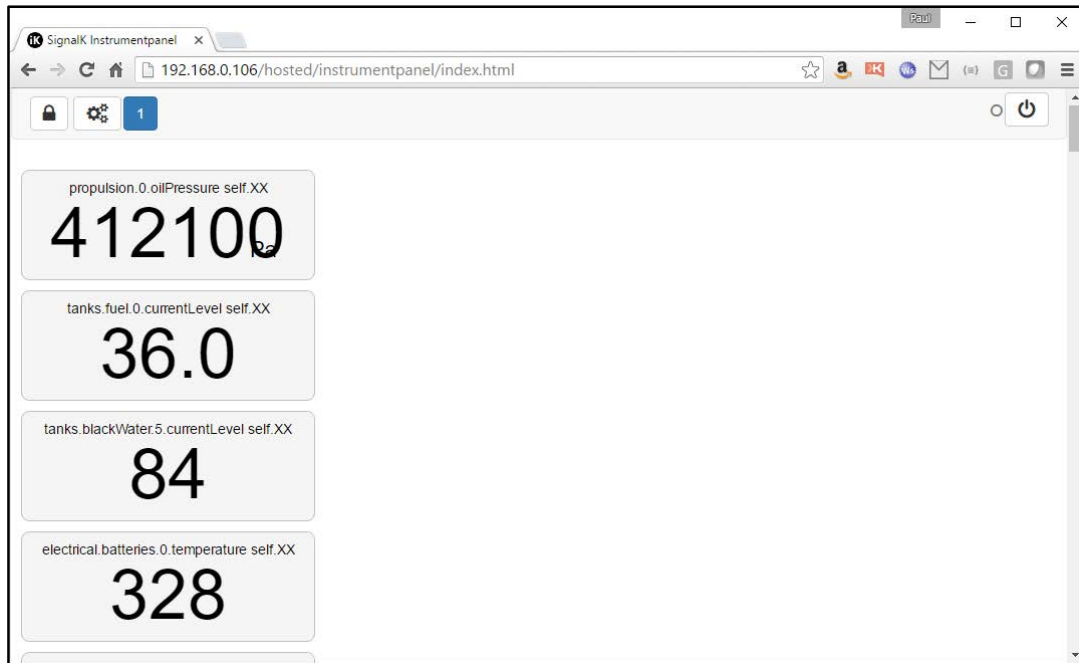 Paul
SignalK Instrumentpanel
192.168.0.106/hosted/instrumentpanel/index.html
1
propulsion.0.oilPressure self.XX
412100 Pa
tanks.fuel.0.currentLevel self.XX
36.0
tanks.blackWater.5.currentLevel self.XX
84
electrical.batteries.0.temperature self.XX
328